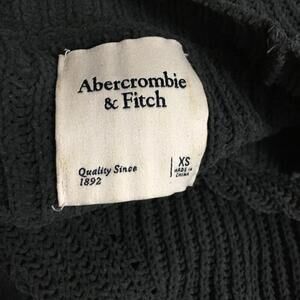 Abercrombie
& Fitch
Quality Since
1892
XS
MADE IN
CHINA